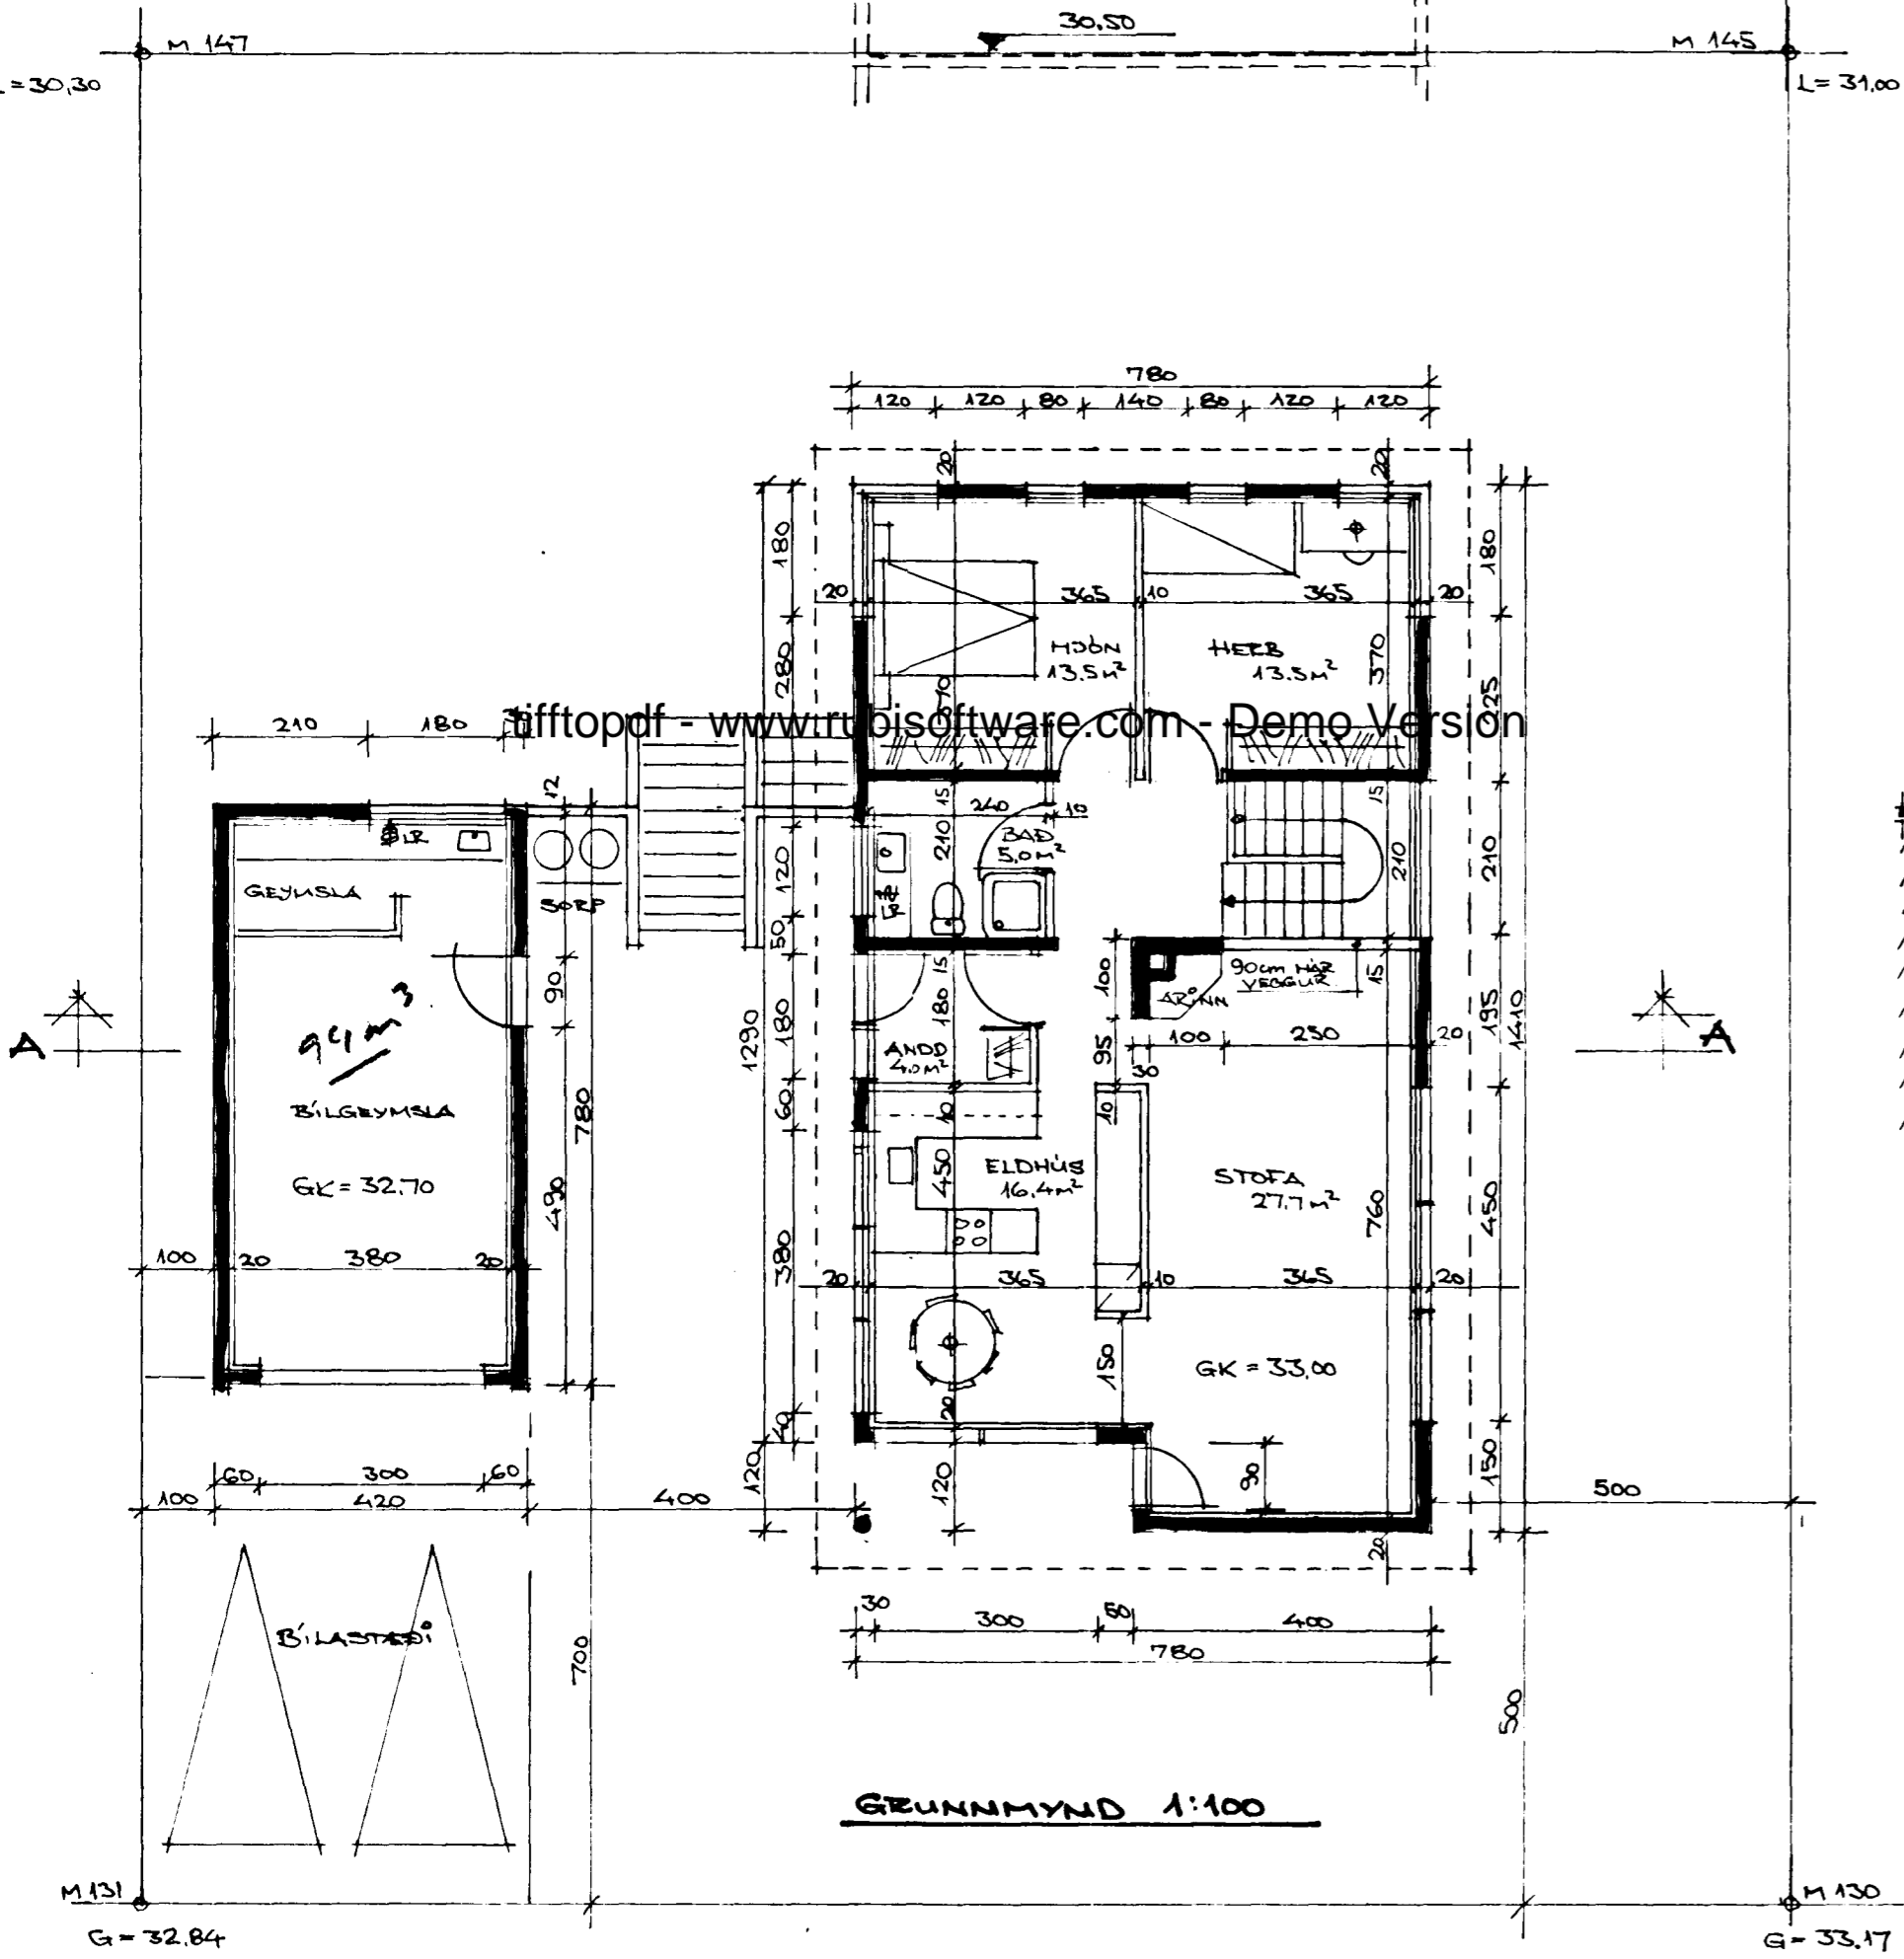 30.50
M 147
M 145
=30,30
L= 31,00
780
120 120 80 140 80 120 120
20
20
180
180
20 365 10 365 20
HJÓN
13.5M²
HERB
13.5M²
370
280
225
tifftopdf - www.rubisoftware.com - Demo Version
210 180
12
15
240
10
15
BAÐ
5.0M²
210
120
210
210
LR
LR
GEYMSLA
SORP
50
15
90cm HÁR
VEGGUR
15
ARINN
100
90
180
180
195
1410
94 m³
A
A
1290
ANDD
4.0M²
95
30
100 250 20
BÍLGEYMSLA
780
60
10
10
ELDHÚS
16.4M²
450
STOFA
27.7M²
760
450
GK = 32.70
490
380
100 20 380 20
20 365 10 365 20
150
GK = 33,00
20
40
120
120
90
150
60 300 60
100 420 400
500
20
30 300 50 400
780
BÍLASTÆÐI
700
500
GRUNNMYND 1:100
M 131
M 130
G = 32.84
G = 33.17